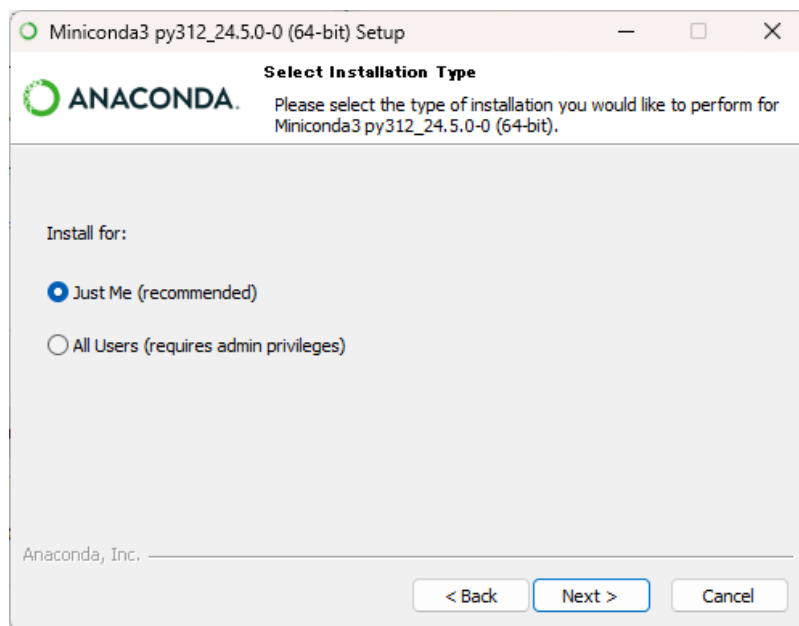 Miniconda3 py312_24.5.0-0 (64-bit) Setup
ANACONDA.
Select Installation Type
Please select the type of installation you would like to perform for
Miniconda3 py312_24.5.0-0 (64-bit).
Install for:
Just Me (recommended)
All Users (requires admin privileges)
Anaconda, Inc.
< Back
Next >
Cancel